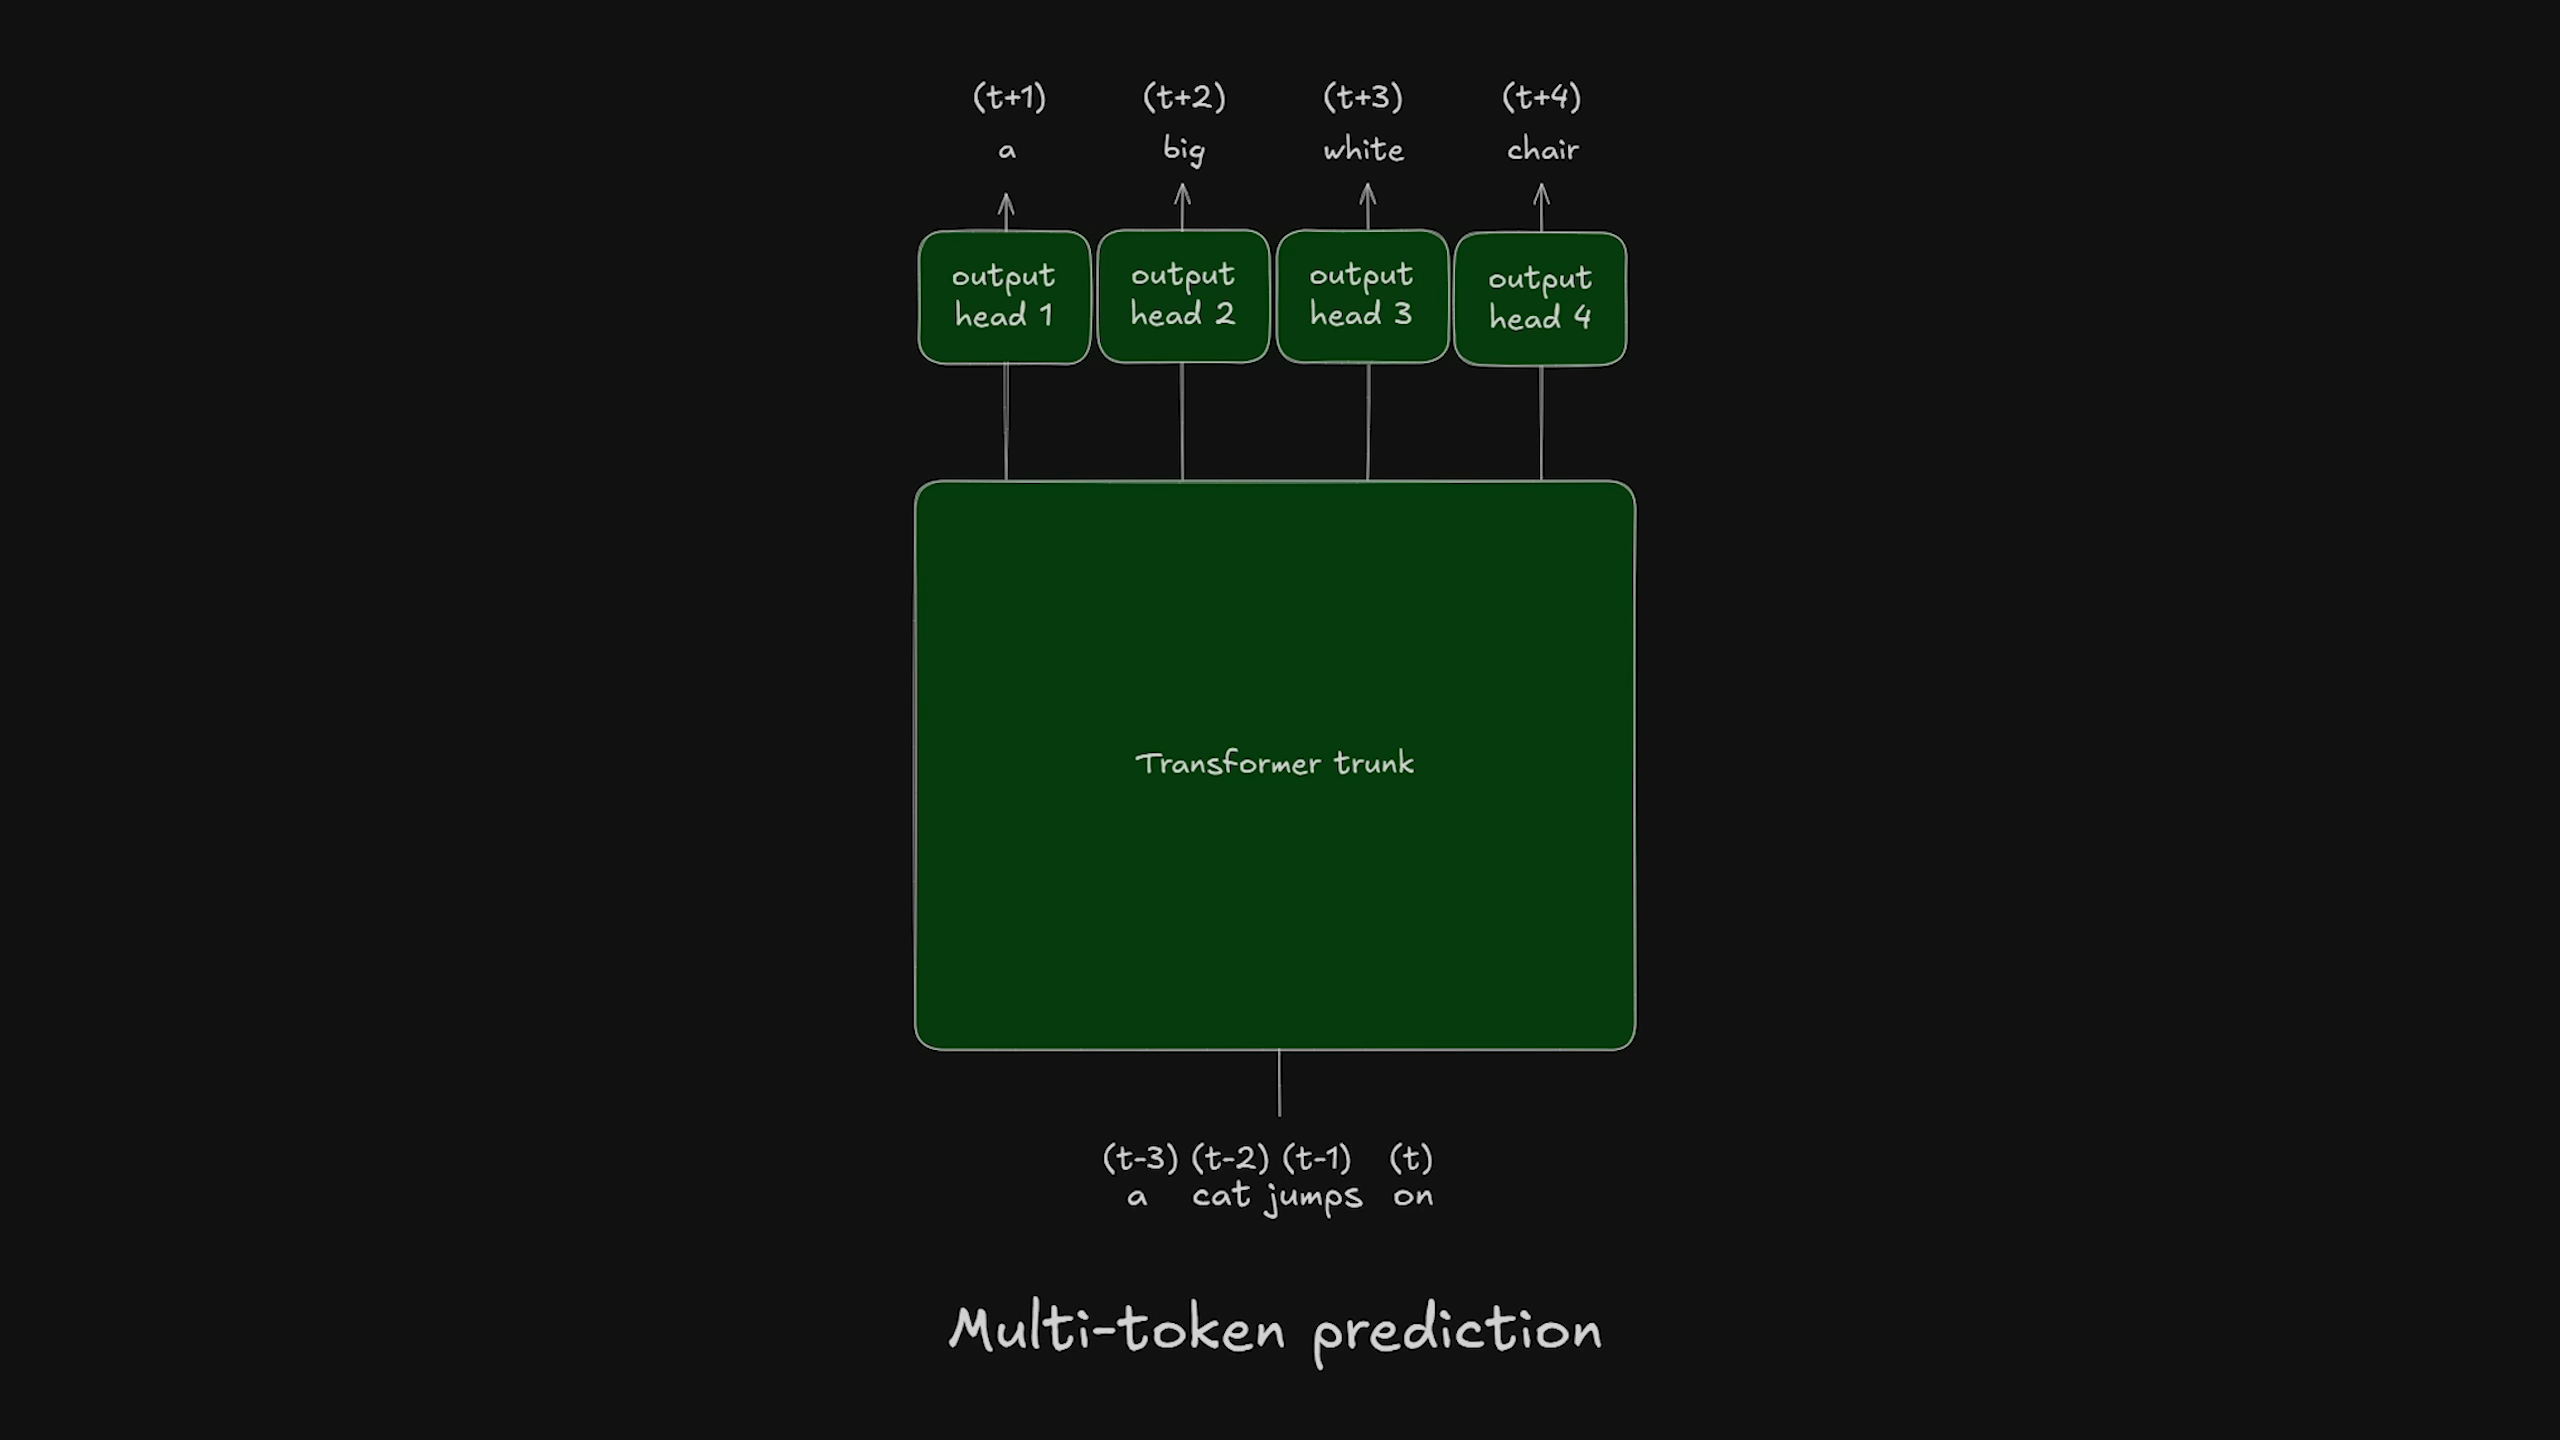 (t+1) (t+2) (t+3) (t+4)
a big white chair
output head 1
output head 2
output head 3
output head 4
Transformer trunk
(t-3) (t-2) (t-1) (t)
a cat jumps on
Multi-token prediction